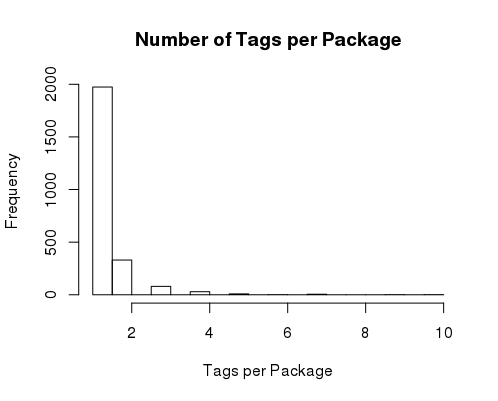 Number of Tags per Package
Frequency
2000
1500
1000
500
0
2 4 6 8 10
Tags per Package